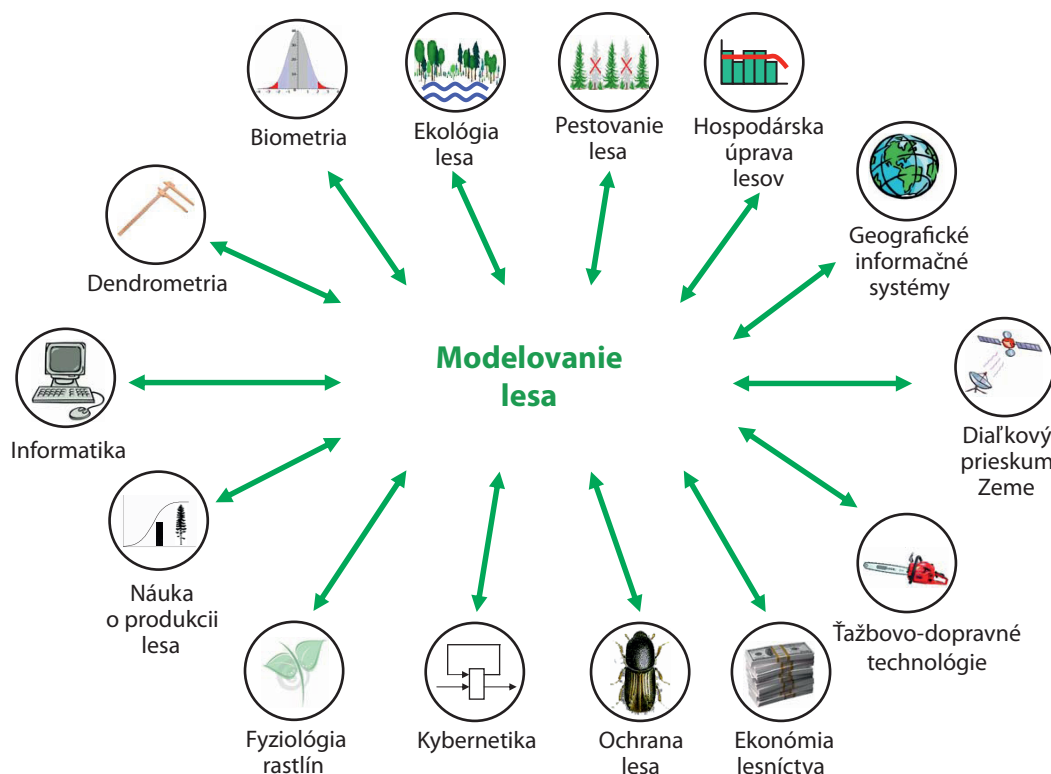 Biometria
Ekológia
lesa
Pestovanie
lesa
Hospodárska
úprava
lesov
Geografické
informačné
systémy
Dendrometria
Modelovanie
lesa
Informatika
Diaľkový
prieskum
Zeme
Náuka
o produkcii
lesa
Ťažbovo-dopravné
technológie
Fyziológia
rastlín
Kybernetika
Ochrana
lesa
Ekonómia
lesníctva